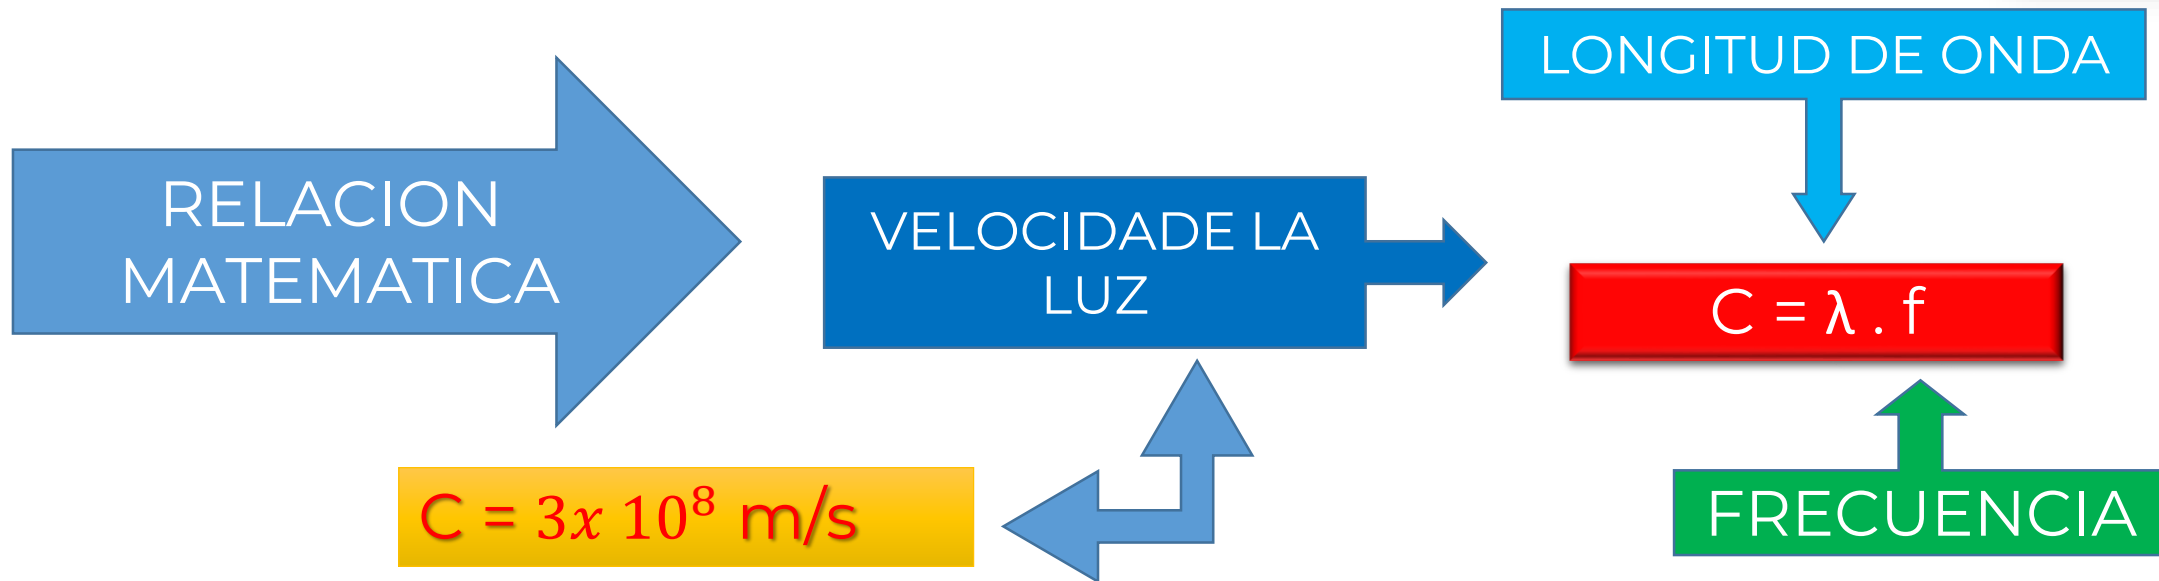 RELACION
MATEMATICA
VELOCIDADE LA
LUZ
LONGITUD DE ONDA
C = λ . f
FRECUENCIA
C = 3x 10⁸ m/s